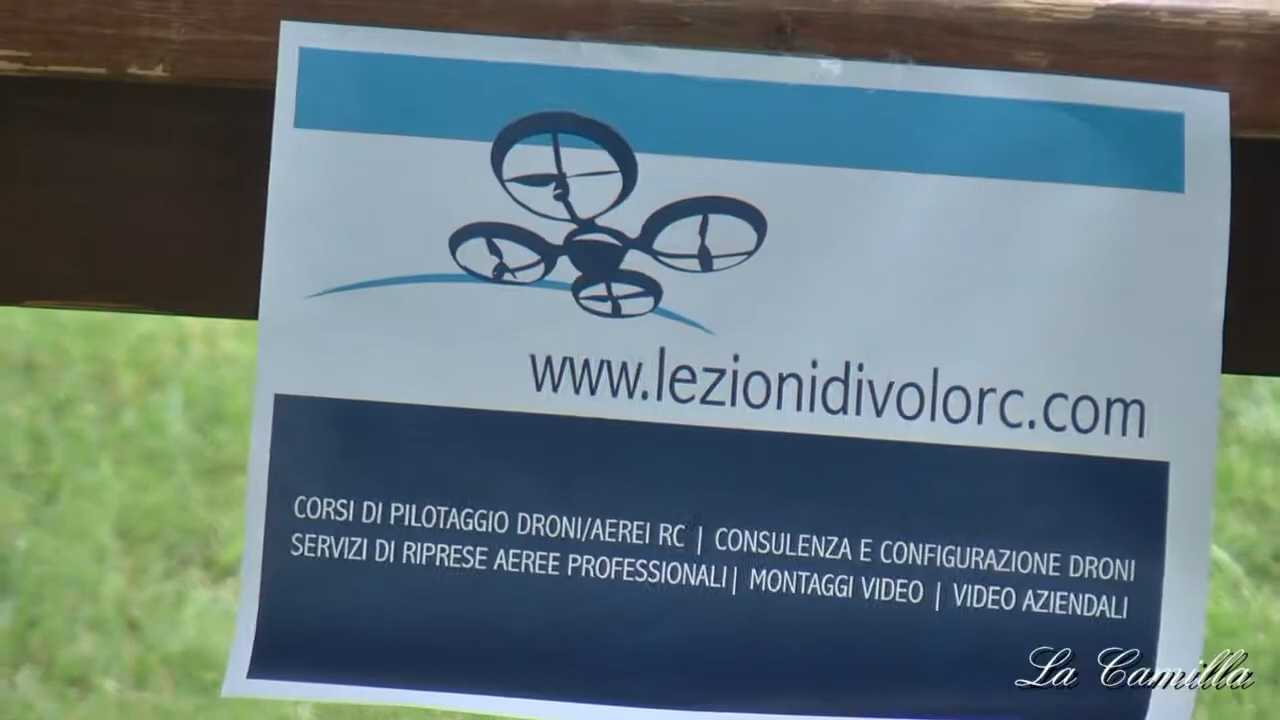 www.lezionidivolorc.com
CORSI DI PILOTAGGIO DRONI/AEREI RC | CONSULENZA E CONFIGURAZIONE DRONI
SERVIZI DI RIPRESE AEREE PROFESSIONALI| MONTAGGI VIDEO | VIDEO AZIENDALI
La Camilla